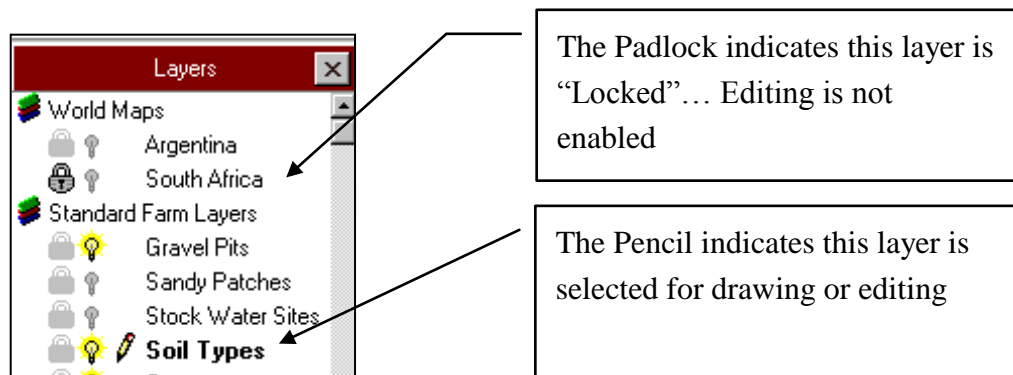 Layers
World Maps
Argentina
South Africa
Standard Farm Layers
Gravel Pits
Sandy Patches
Stock Water Sites
Soil Types
The Padlock indicates this layer is
“Locked”… Editing is not
enabled
The Pencil indicates this layer is
selected for drawing or editing